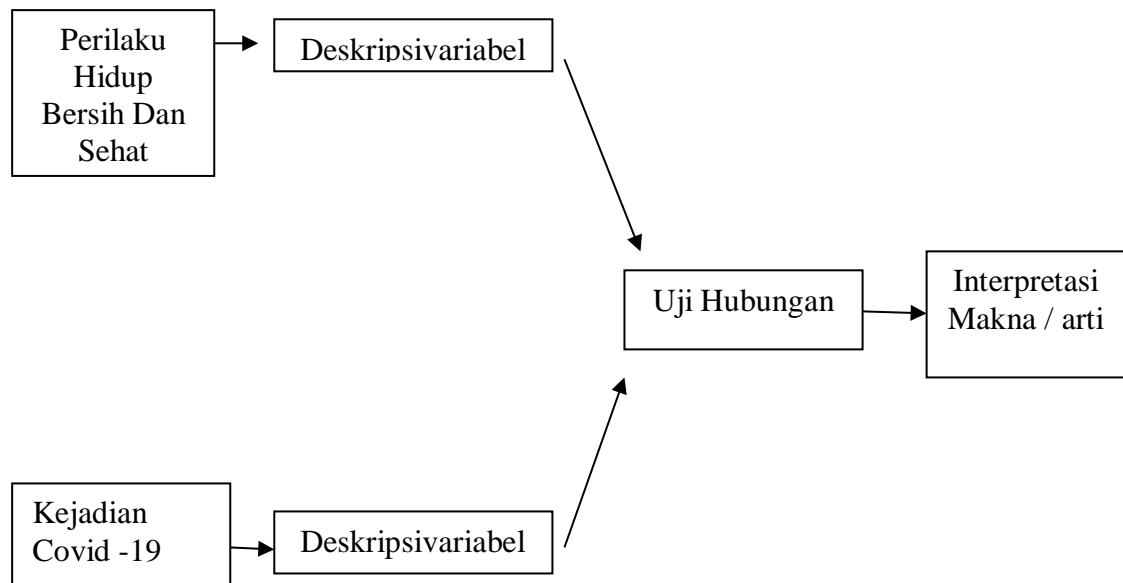 Perilaku
Hidup
Bersih Dan
Sehat
Deskripsivariabel
Uji Hubungan
Interpretasi
Makna / arti
Kejadian
Covid -19
Deskripsivariabel